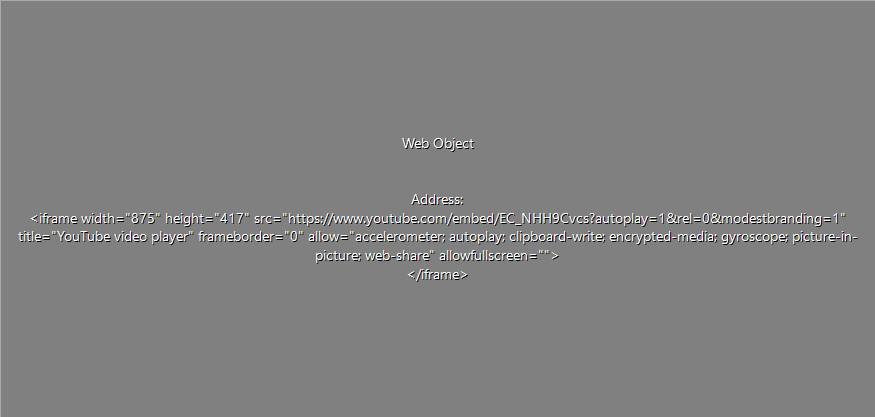 Web Object
Address:
<iframe width="875" height="417" src="https://www.youtube.com/embed/EC_NHH9Cvcs?autoplay=1&rel=0&modestbranding=1"
title="YouTube video player" frameborder="0" allow="accelerometer; autoplay; clipboard-write; encrypted-media; gyroscope; picture-in-
picture; web-share" allowfullscreen="">
</iframe>